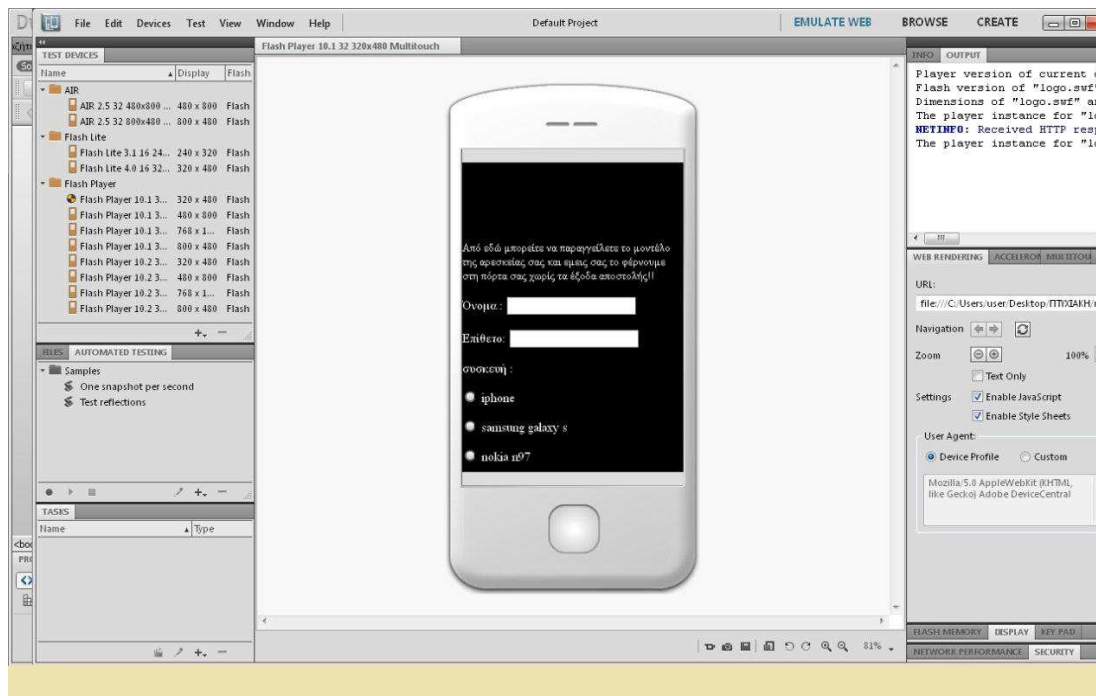 File Edit Devices Test View Window Help
Default Project
EMULATE WEB BROWSE CREATE
TEST DEVICES
Name Display Flash
AIR
AIR 2.5 32 480x800 ... 480 x 800 Flash
AIR 2.5 32 800x480 ... 800 x 480 Flash
Flash Lite
Flash Lite 3.1 16 24... 240 x 320 Flash
Flash Lite 4.0 16 32... 320 x 480 Flash
Flash Player
Flash Player 10.1 3... 320 x 480 Flash
Flash Player 10.1 3... 480 x 800 Flash
Flash Player 10.1 3... 768 x 1... Flash
Flash Player 10.1 3... 800 x 480 Flash
Flash Player 10.2 3... 320 x 480 Flash
Flash Player 10.2 3... 480 x 800 Flash
Flash Player 10.2 3... 768 x 1... Flash
Flash Player 10.2 3... 800 x 480 Flash
FILES AUTOMATED TESTING
Samples
One snapshot per second
Test reflections
TASKS
Name Type
Flash Player 10.1 32 320x480 Multitouch
Από εδώ μπορείτε να παραγγείλετε το μοντέλο
της αρεσκείας σας και εμεις σας το φέρνουμε
στη πόρτα σας χωρίς τα έξοδα αποστολής!!
Όνομα :
Επίθετο:
συσκευή :
iphone
samsung galaxy s
nokia n97
81%
INFO OUTPUT
Player version of current
Flash version of "logo.swf"
Dimensions of "logo.swf"
The player instance for
NETINFO: Received HTTP
The player instance for
WEB RENDERING
URL:
file:///C:/Users/user/Desktop/ΠΤΥΧΙΑΚΗ/
Navigation
Zoom 100%
Text Only
Settings Enable JavaScript
Enable Style Sheets
User Agent:
Device Profile Custom
Mozilla/5.0 AppleWebKit (KHTML,
like Gecko) Adobe DeviceCentral
FLASH MEMORY DISPLAY KEY PAD
NETWORK PERFORMANCE SECURITY